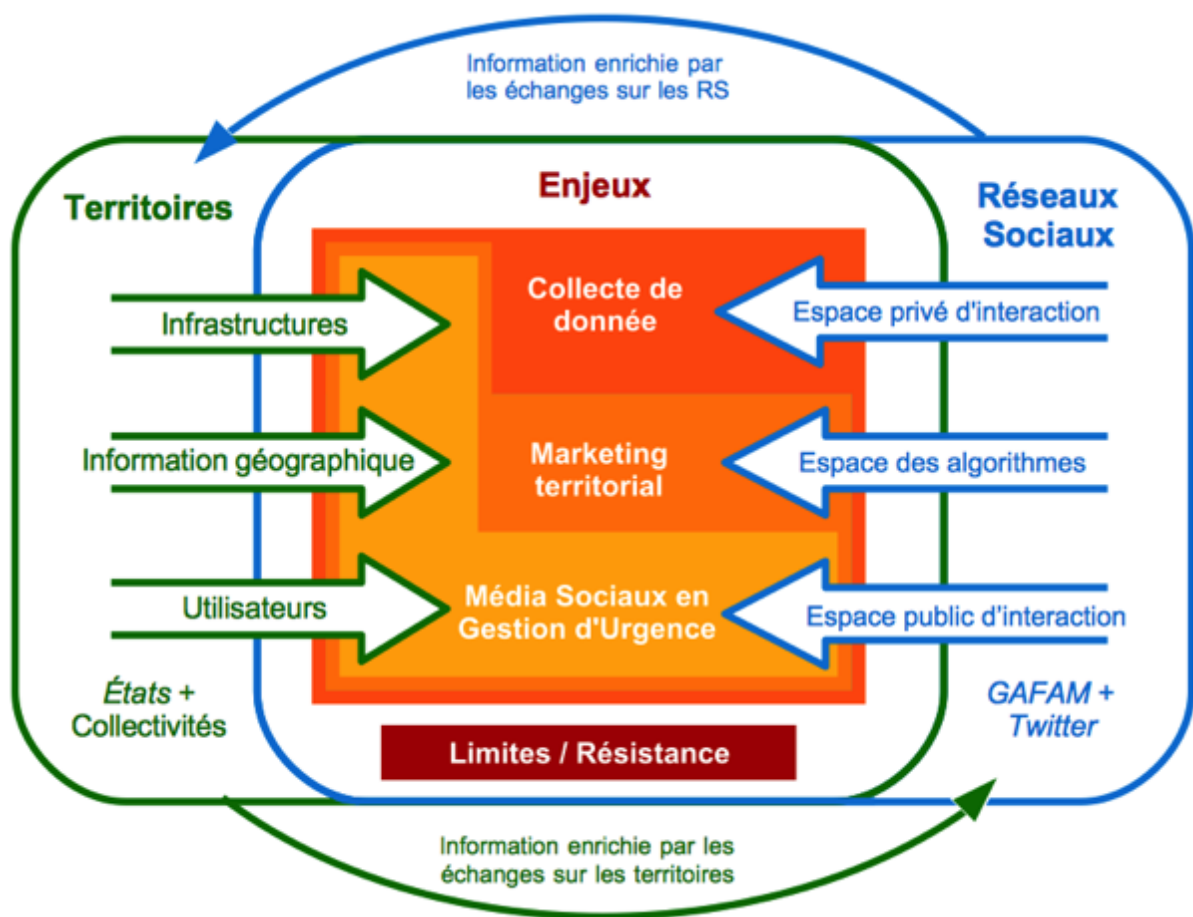 Information enrichie par
les échanges sur les RS
Territoires
Enjeux
Réseaux
Sociaux
Infrastructures
Collecte de
donnée
Espace privé d'interaction
Information géographique
Marketing
territorial
Espace des algorithmes
Utilisateurs
Média Sociaux en
Gestion d'Urgence
Espace public d'interaction
États +
Collectivités
GAFAM +
Twitter
Limites / Résistance
Information enrichie par les
échanges sur les territoires